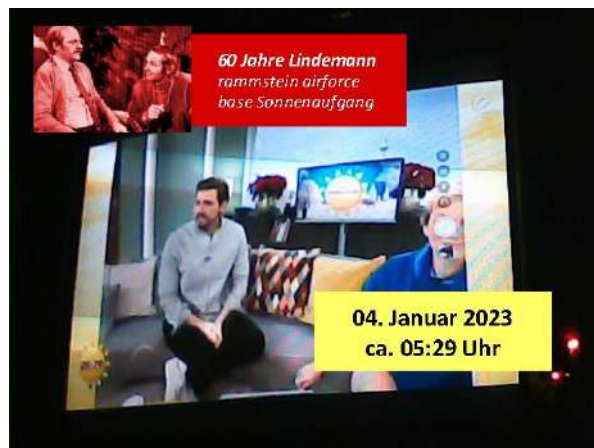 60 Jahre Lindemann
rammstein airforce
base Sonnenaufgang
04. Januar 2023
ca. 05:29 Uhr